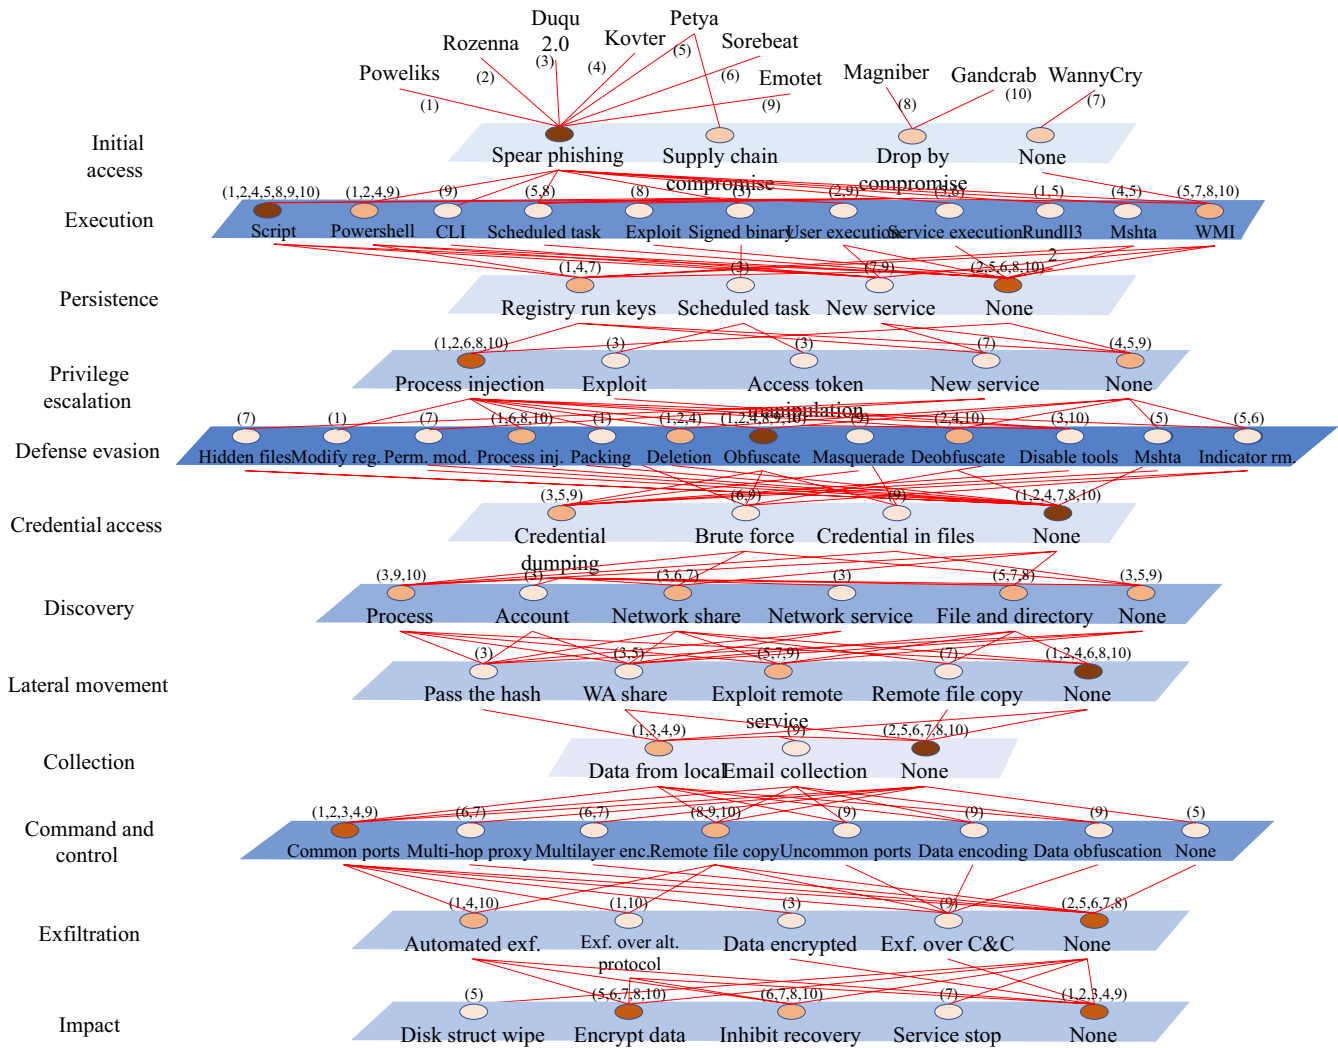 Duqu
2.0
Petya
Rozenna
Kovter
Sorebeat
Poweliks
Emotet
Magniber
Gandcrab
WannyCry
(1)
(2)
(3)
(4)
(5)
(6)
(9)
(8)
(10)
(7)
Initial
access
Spear phishing
Supply chain
compromise
Drop by
compromise
None
(1,2,4,5,8,9,10)
(1,2,4,9)
(9)
(5,8)
(8)
(3)
(2,9)
(3,6)
(1,5)
(4,5)
(5,7,8,10)
Execution
Script
Powershell
CLI
Scheduled task
Exploit
Signed binary
User execution
Service execution
Rundll3
Mshta
WMI
2
(1,4,7)
(3)
(7,9)
(2,5,6,8,10)
Persistence
Registry run keys
Scheduled task
New service
None
(1,2,6,8,10)
(3)
(3)
(7)
(4,5,9)
Privilege
escalation
Process injection
Exploit
Access token
manipulation
New service
None
(7)
(1)
(7)
(1,6,8,10)
(1)
(1,2,4)
(1,2,4,8,9,10)
(9)
(2,4,10)
(3,10)
(5)
(5,6)
Defense evasion
Hidden files
Modify reg.
Perm. mod.
Process inj.
Packing
Deletion
Obfuscate
Masquerade
Deobfuscate
Disable tools
Mshta
Indicator rm.
(3,5,9)
(6,9)
(9)
(1,2,4,7,8,10)
Credential access
Credential
dumping
Brute force
Credential in files
None
(3,9,10)
(3)
(3,6,7)
(3)
(5,7,8)
(3,5,9)
Discovery
Process
Account
Network share
Network service
File and directory
None
(3)
(3,5)
(5,7,9)
(7)
(1,2,4,6,8,10)
Lateral movement
Pass the hash
WA share
Exploit remote
service
Remote file copy
None
(1,3,4,9)
(9)
(2,5,6,7,8,10)
Collection
Data from local
Email collection
None
(1,2,3,4,9)
(6,7)
(6,7)
(8,9,10)
(9)
(9)
(9)
(5)
Command and
control
Common ports
Multi-hop proxy
Multilayer enc.
Remote file copy
Uncommon ports
Data encoding
Data obfuscation
None
(1,4,10)
(1,10)
(3)
(9)
(2,5,6,7,8)
Exfiltration
Automated exf.
Exf. over alt.
protocol
Data encrypted
Exf. over C&C
None
(5)
(5,6,7,8,10)
(6,7,8,10)
(7)
(1,2,3,4,9)
Impact
Disk struct wipe
Encrypt data
Inhibit recovery
Service stop
None